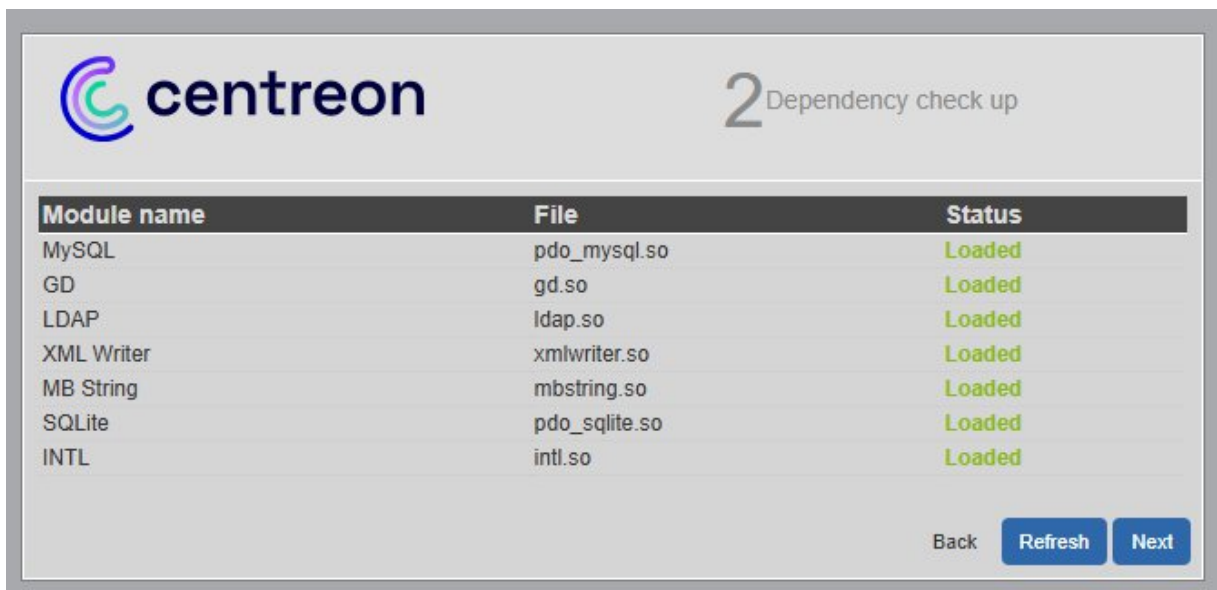 centreon
2 Dependency check up
Module name File Status
MySQL pdo_mysql.so Loaded
GD gd.so Loaded
LDAP ldap.so Loaded
XML Writer xmlwriter.so Loaded
MB String mbstring.so Loaded
SQLite pdo_sqlite.so Loaded
INTL intl.so Loaded
Back Refresh Next